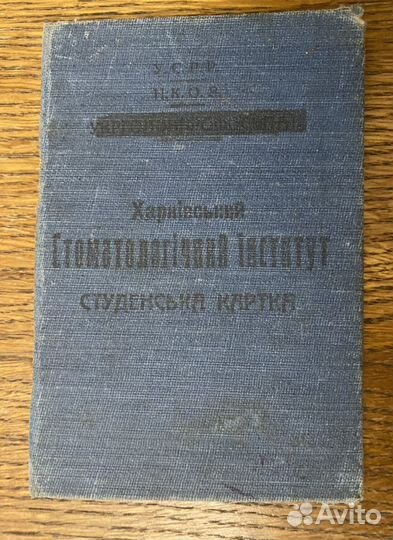 У.С.Р.Р.
Н.К.О.З.
Харківський
Стоматологічний інститут
СТУДЕНСЬКА КАРТКА
Avito